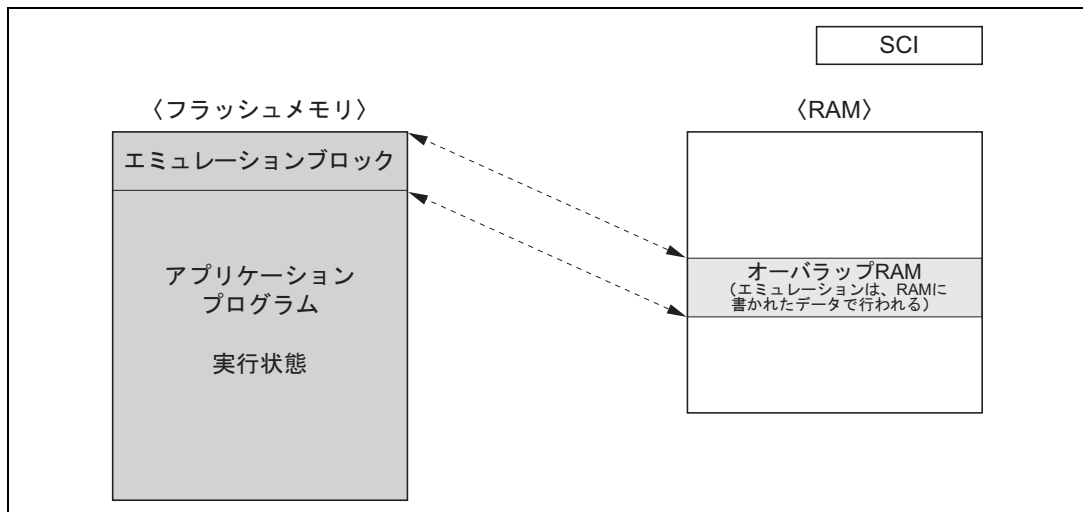 SCI
〈フラッシュメモリ〉
エミュレーションブロック
アプリケーション
プログラム
実行状態
〈RAM〉
オーバラップRAM
（エミュレーションは、RAMに
書かれたデータで行われる）